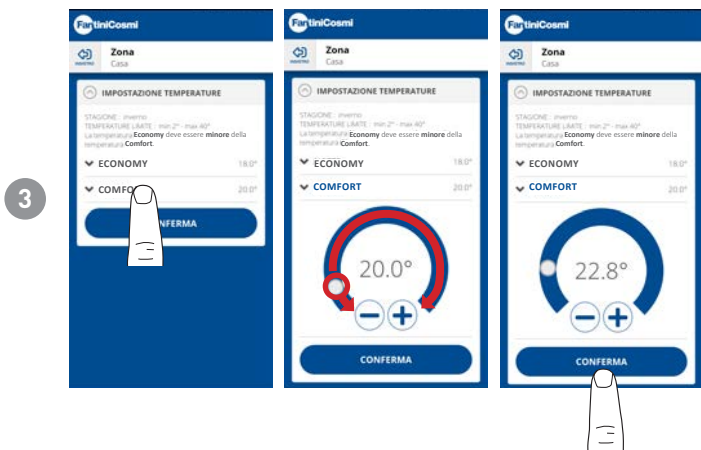 3
FantiniCosmi
INDIETRO
Zona
Casa
IMPOSTAZIONE TEMPERATURE
STAGIONE : inverno
TEMPERATURE LIMITE : min 2° - max 40°
La temperatura Economy deve essere minore della
temperatura Comfort.
ECONOMY 18.0°
COMFO 20.0°
NFERMA
FantiniCosmi
INDIETRO
Zona
Casa
IMPOSTAZIONE TEMPERATURE
STAGIONE : inverno
TEMPERATURE LIMITE : min 2° - max 40°
La temperatura Economy deve essere minore della
temperatura Comfort.
ECONOMY 18.0°
COMFORT 20.0°
20.0°
CONFERMA
FantiniCosmi
INDIETRO
Zona
Casa
IMPOSTAZIONE TEMPERATURE
STAGIONE : inverno
TEMPERATURE LIMITE : min 2° - max 40°
La temperatura Economy deve essere minore della
temperatura Comfort.
ECONOMY 18.0°
COMFORT 20.0°
22.8°
CONFERMA